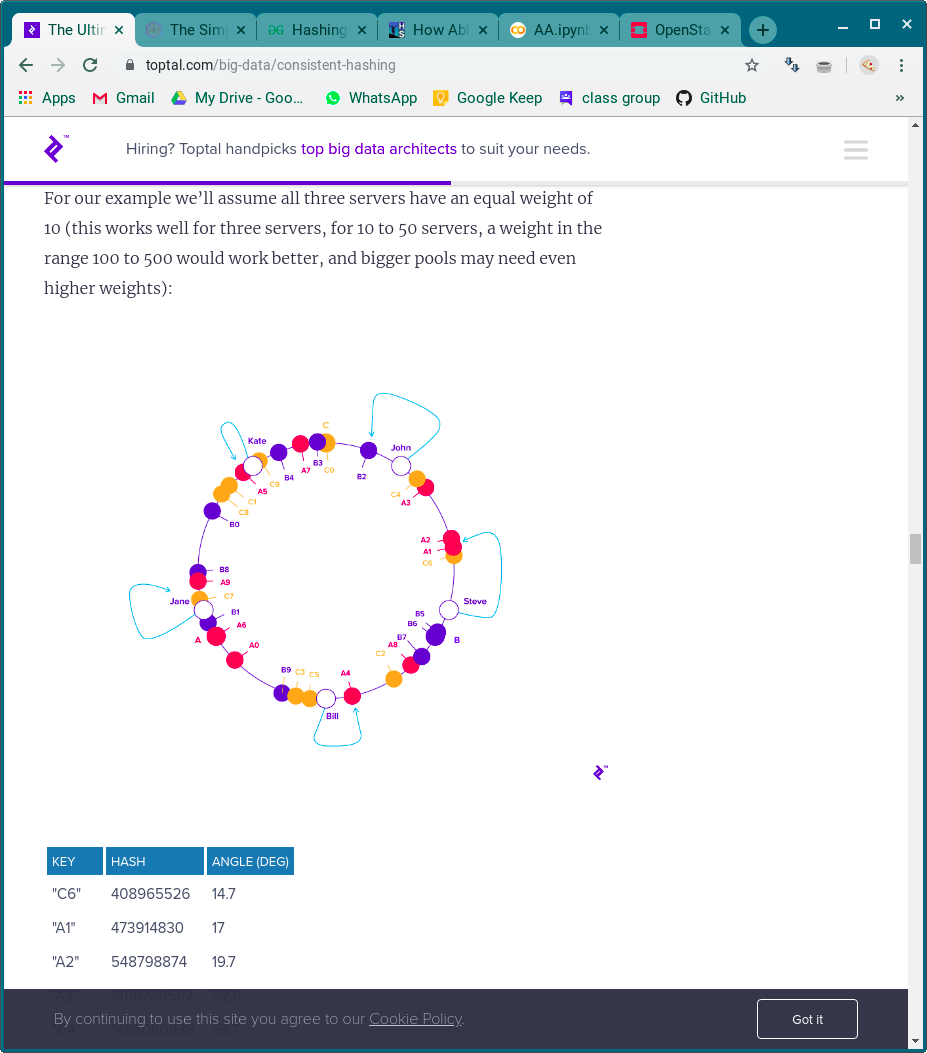 The Ultin
The Sim
Hashing
How Abl
AA.ipynb
OpenSta
toptal.com/big-data/consistent-hashing
Apps
Gmail
My Drive - Goo...
WhatsApp
Google Keep
class group
GitHub
»
Hiring? Toptal handpicks top big data architects to suit your needs.
For our example we’ll assume all three servers have an equal weight of
10 (this works well for three servers, for 10 to 50 servers, a weight in the
range 100 to 500 would work better, and bigger pools may need even
higher weights):
C
Kate
John
B3
A7
C0
B4
B2
C9
A5
C4
A3
C1
C8
B0
A2
A1
C6
B8
A9
C7
Jane
Steve
B1
B5
B6
A6
A
B7
B
A0
A8
C2
B9
C3
C5
A4
Bill
KEY HASH ANGLE (DEG)
"C6" 408965526 14.7
"A1" 473914830 17
"A2" 548798874 19.7
By continuing to use this site you agree to our Cookie Policy.
Got it